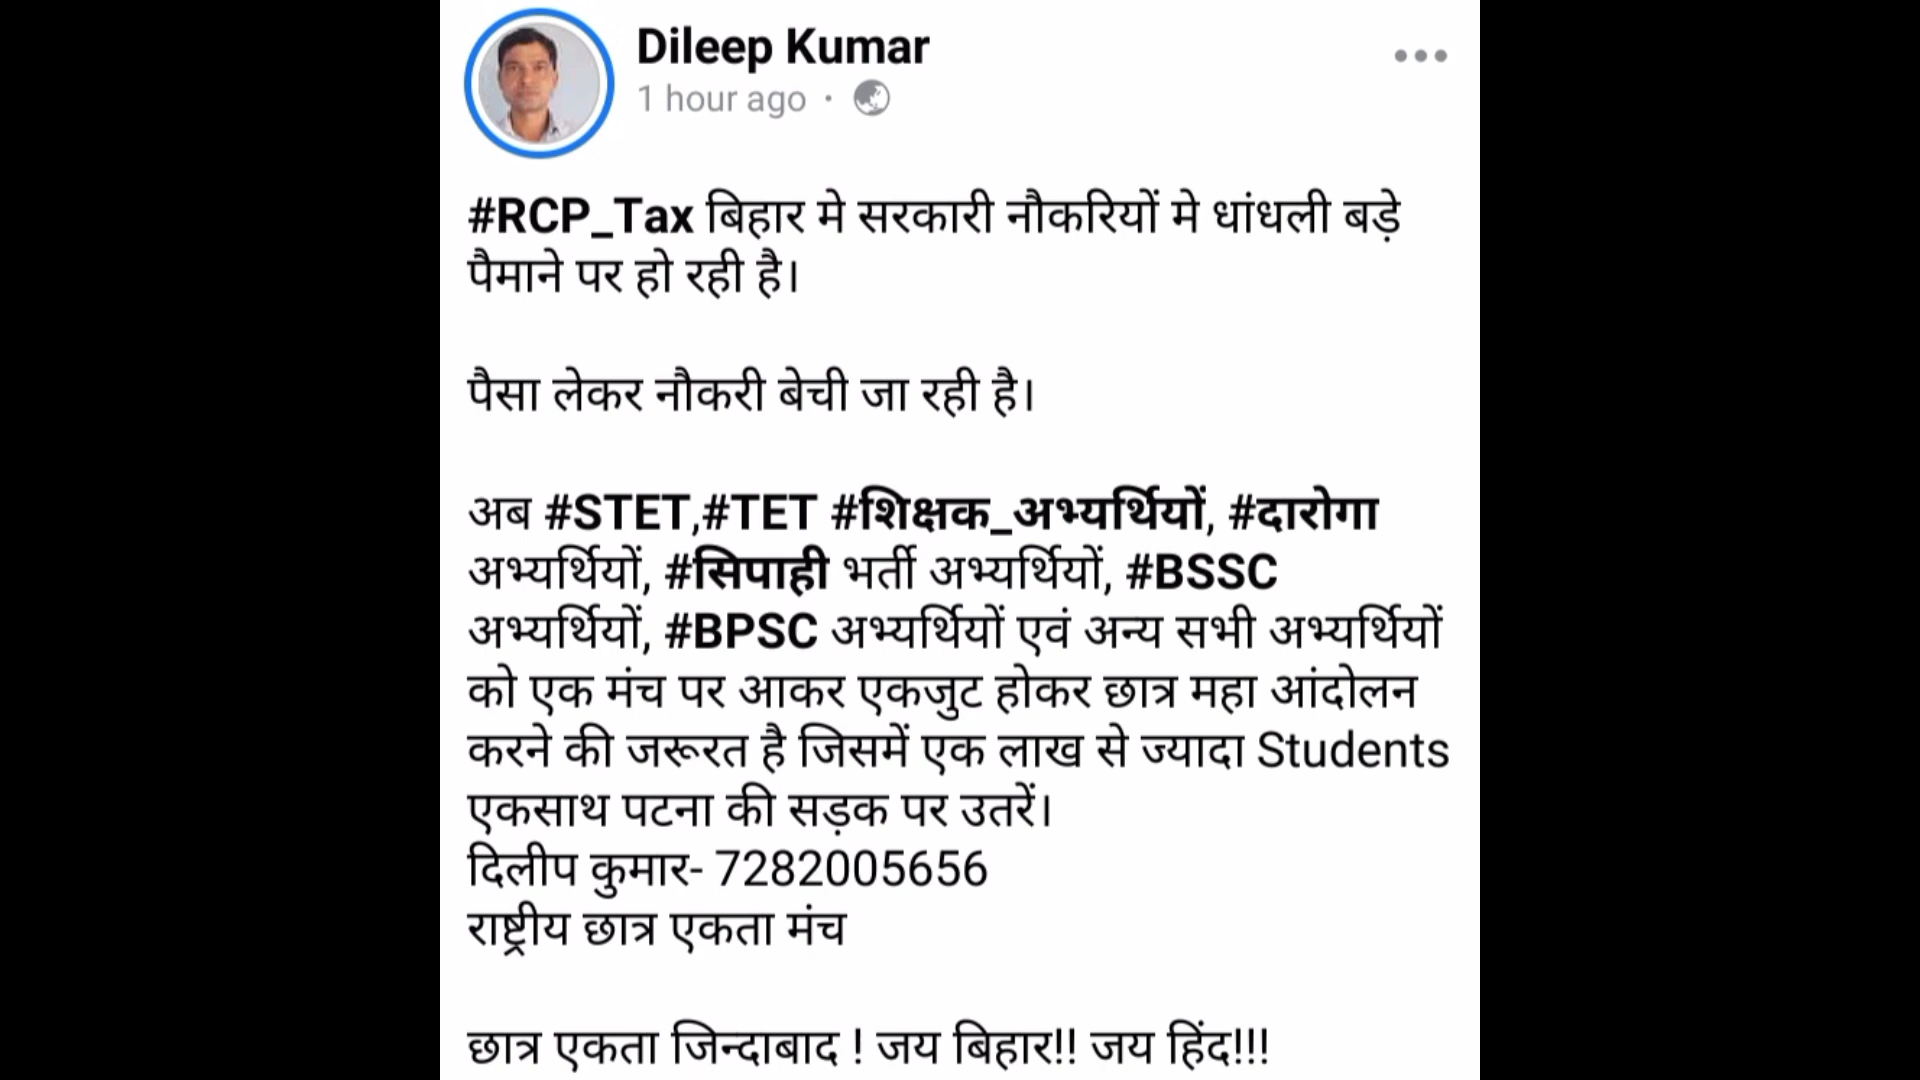 Dileep Kumar
1 hour ago ·
#RCP_Tax बिहार मे सरकारी नौकरियों मे धांधली बड़े
पैमाने पर हो रही है।
पैसा लेकर नौकरी बेची जा रही है।
अब #STET,#TET #शिक्षक_अभ्यर्थियों, #दारोगा
अभ्यर्थियों, #सिपाही भर्ती अभ्यर्थियों, #BSSC
अभ्यर्थियों, #BPSC अभ्यर्थियों एवं अन्य सभी अभ्यर्थियों
को एक मंच पर आकर एकजुट होकर छात्र महा आंदोलन
करने की जरूरत है जिसमें एक लाख से ज्यादा Students
एकसाथ पटना की सड़क पर उतरें।
दिलीप कुमार- 7282005656
राष्ट्रीय छात्र एकता मंच
छात्र एकता जिन्दाबाद ! जय बिहार!! जय हिंद!!!